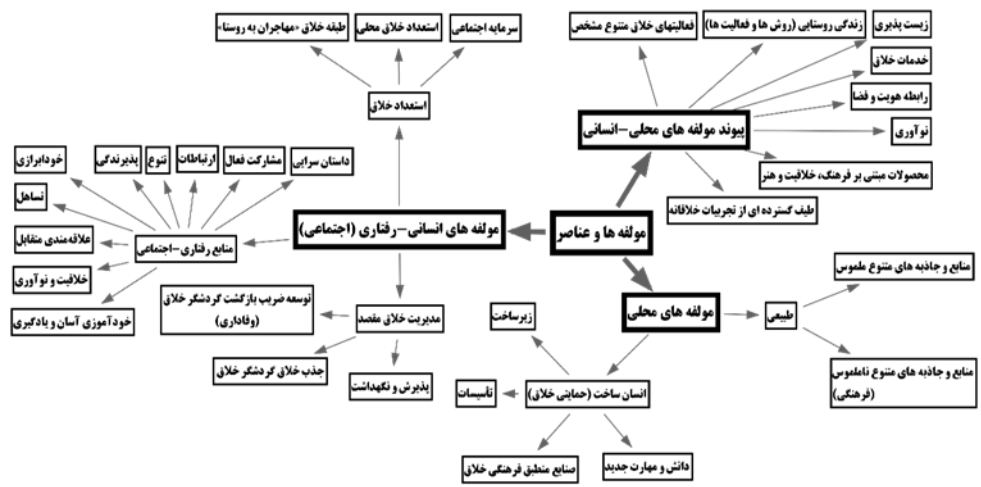 طبقه خلاق «مهاجران به روستا»
استعداد خلاق محلی
سرمایه اجتماعی
استعداد خلاق
فعالیتهای خلاق متنوع مشخص
زندگی روستایی (روش ها و فعالیت ها)
زیست پذیری
خدمات خلاق
رابطه هویت و فضا
نوآوری
محصولات مبتنی بر فرهنگ، خلاقیت و هنر
طیف گسترده ای از تجربیات خلاقانه
پیوند مولفه های محلی-انسانی
مولفه ها و عناصر
مولفه های انسانی-رفتاری (اجتماعی)
داستان سرایی
مشارکت فعال
ارتباطات
تنوع
پذیرندگی
خودابرازی
تساهل
علاقه‌مندی متقابل
خلاقیت و نوآوری
خودآموزی آسان و یادگیری
منابع رفتاری-اجتماعی
مدیریت خلاق مقصد
توسعه ضریب بازگشت گردشگر خلاق
(وفاداری)
جذب خلاق گردشگر خلاق
پذیرش و نگهداشت
مولفه های محلی
طبیعی
منابع و جاذبه های متنوع ملموس
منابع و جاذبه های متنوع ناملموس
(فرهنگی)
انسان ساخت (حمایتی خلاق)
زیرساخت
تأسیسات
صنایع منطبق فرهنگی خلاق
دانش و مهارت جدید